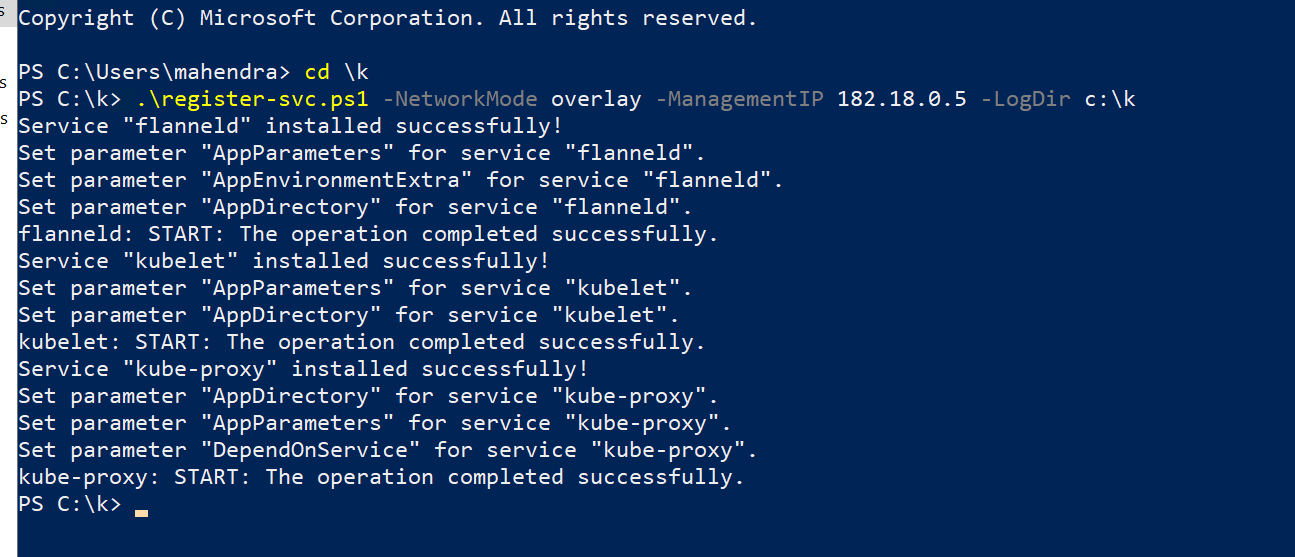 Copyright (C) Microsoft Corporation. All rights reserved.
PS C:\Users\mahendra> cd \k
PS C:\k> .\register-svc.ps1 -NetworkMode overlay -ManagementIP 182.18.0.5 -LogDir c:\k
Service "flanneld" installed successfully!
Set parameter "AppParameters" for service "flanneld".
Set parameter "AppEnvironmentExtra" for service "flanneld".
Set parameter "AppDirectory" for service "flanneld".
flanneld: START: The operation completed successfully.
Service "kubelet" installed successfully!
Set parameter "AppParameters" for service "kubelet".
Set parameter "AppDirectory" for service "kubelet".
kubelet: START: The operation completed successfully.
Service "kube-proxy" installed successfully!
Set parameter "AppDirectory" for service "kube-proxy".
Set parameter "AppParameters" for service "kube-proxy".
Set parameter "DependOnService" for service "kube-proxy".
kube-proxy: START: The operation completed successfully.
PS C:\k>